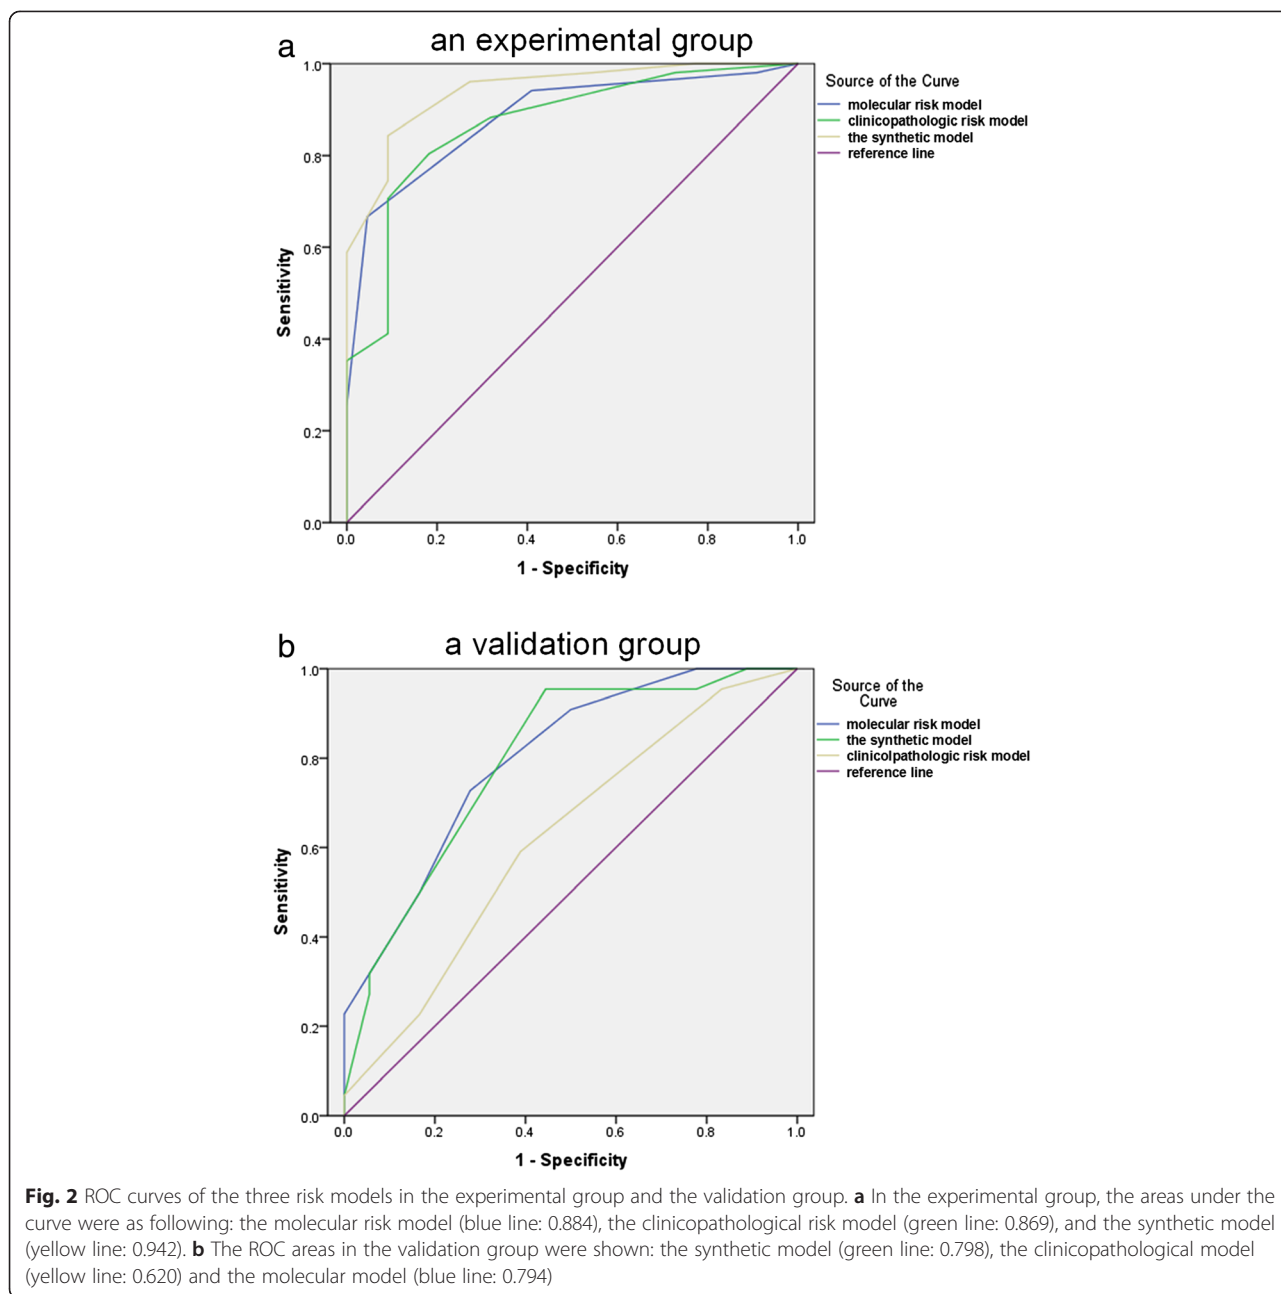 a
an experimental group
1.0
0.8
0.6
0.4
0.2
0.0
Sensitivity
0.0 0.2 0.4 0.6 0.8 1.0
1 - Specificity
Source of the Curve
molecular risk model
clinicopathologic risk model
the synthetic model
reference line
b
a validation group
1.0
0.8
0.6
0.4
0.2
0.0
Sensitivity
0.0 0.2 0.4 0.6 0.8 1.0
1 - Specificity
Source of the
Curve
molecular risk model
the synthetic model
clinicolpathologic risk model
reference line
Fig. 2 ROC curves of the three risk models in the experimental group and the validation group. a In the experimental group, the areas under the
curve were as following: the molecular risk model (blue line: 0.884), the clinicopathological risk model (green line: 0.869), and the synthetic model
(yellow line: 0.942). b The ROC areas in the validation group were shown: the synthetic model (green line: 0.798), the clinicopathological model
(yellow line: 0.620) and the molecular model (blue line: 0.794)